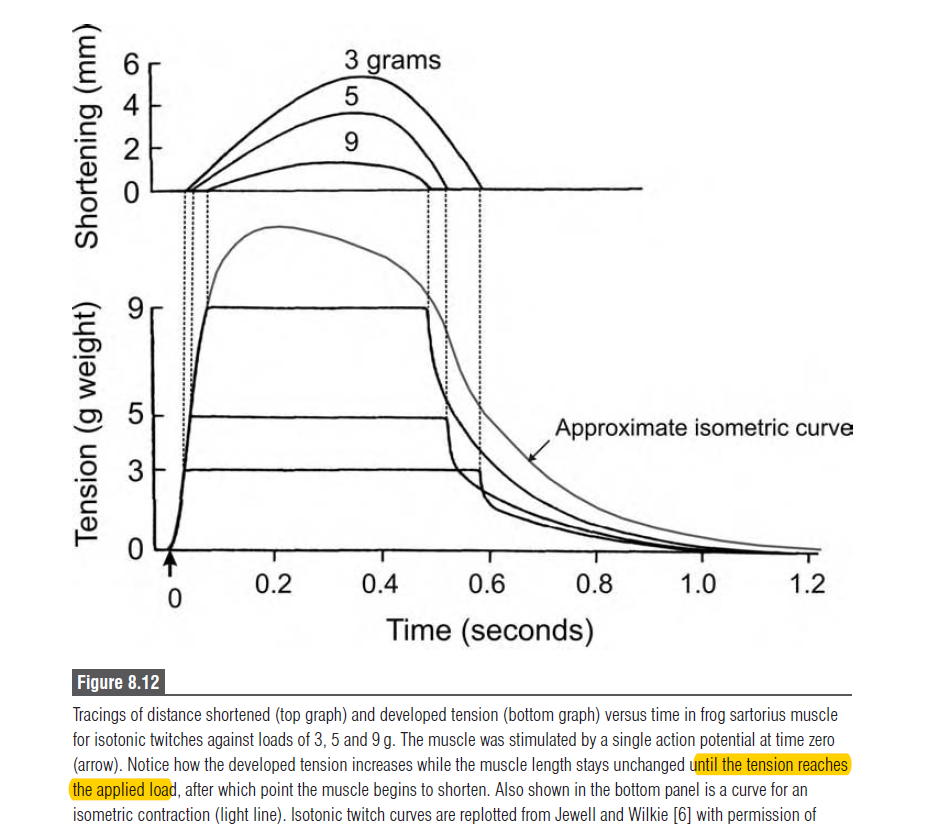 Shortening (mm)
6
4
2
0
3 grams
5
9
Tension (g weight)
9
5
3
0
Approximate isometric curve
0
0.2
0.4
0.6
0.8
1.0
1.2
Time (seconds)
Figure 8.12
Tracings of distance shortened (top graph) and developed tension (bottom graph) versus time in frog sartorius muscle
for isotonic twitches against loads of 3, 5 and 9 g. The muscle was stimulated by a single action potential at time zero
(arrow). Notice how the developed tension increases while the muscle length stays unchanged until the tension reaches
the applied load, after which point the muscle begins to shorten. Also shown in the bottom panel is a curve for an
isometric contraction (light line). Isotonic twitch curves are replotted from Jewell and Wilkie [6] with permission of